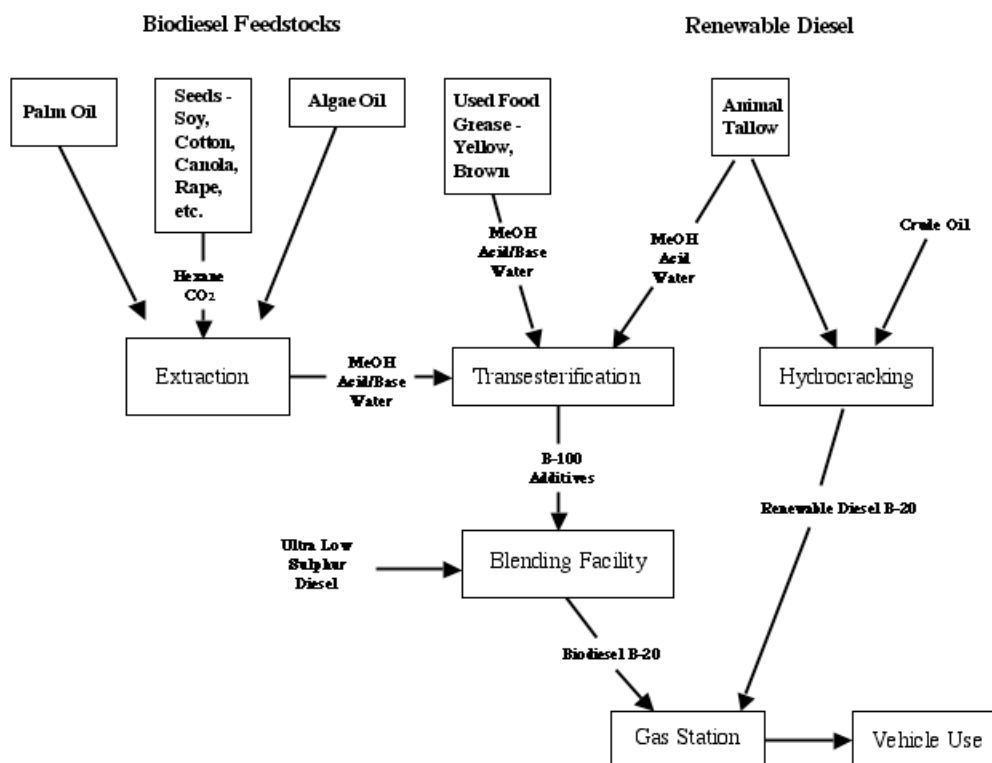 Biodiesel Feedstocks
Renewable Diesel
Palm Oil
Seeds -
Soy,
Cotton,
Canola,
Rape,
etc.
Algae Oil
Used Food
Grease -
Yellow,
Brown
Animal
Tallow
Crude Oil
Hexane
CO₂
MeOH
Acid/Base
Water
MeOH
Acid
Water
Extraction
MeOH
Acid/Base
Water
Transesterification
Hydrocracking
B-100
Additives
Renewable Diesel B-20
Ultra Low
Sulphur
Diesel
Blending Facility
Biodiesel B-20
Gas Station
Vehicle Use